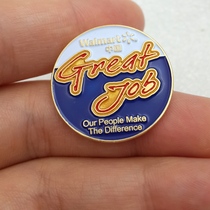 Walmart
中国
Great
Job
Our People Make
The Difference